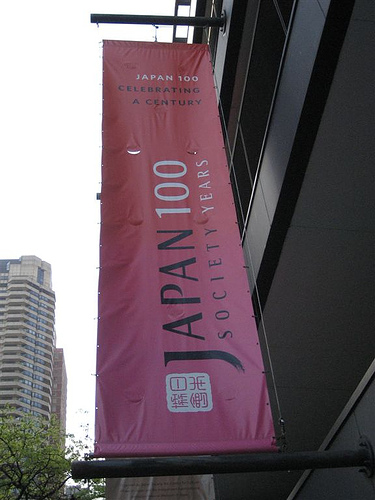 JAPAN 100
CELEBRATING
A CENTURY
JAPAN 100
SOCIETY YEARS